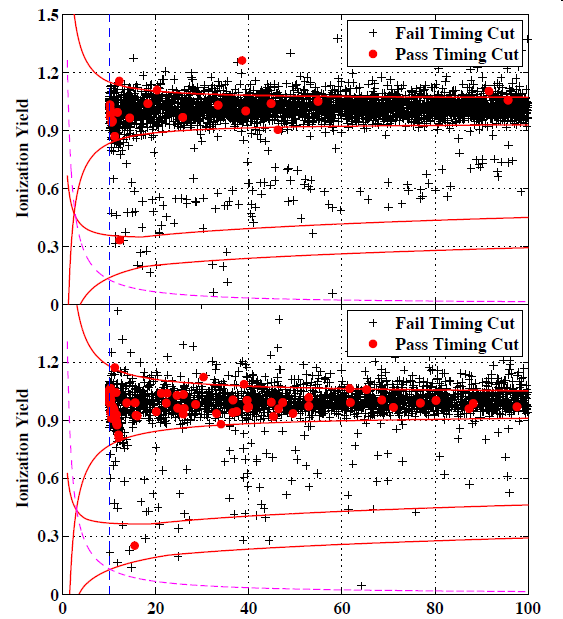 1.5
1.2
0.9
0.6
0.3
0
Ionization Yield
Fail Timing Cut
Pass Timing Cut
1.2
0.9
0.6
0.3
0
Ionization Yield
Fail Timing Cut
Pass Timing Cut
0 20 40 60 80 100